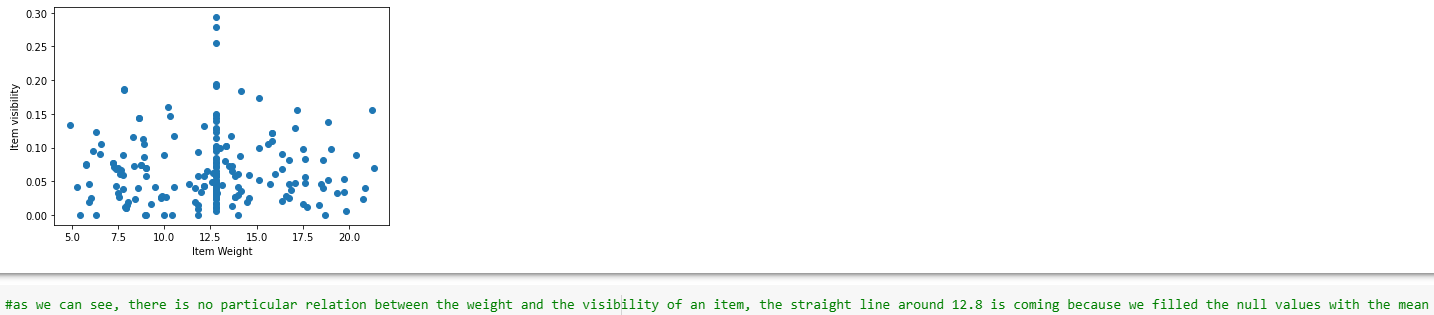 0.30
0.25
0.20
0.15
0.10
0.05
0.00
Item visibility
5.0 7.5 10.0 12.5 15.0 17.5 20.0
Item Weight
#as we can see, there is no particular relation between the weight and the visibility of an item, the straight line around 12.8 is coming because we filled the null values with the mean